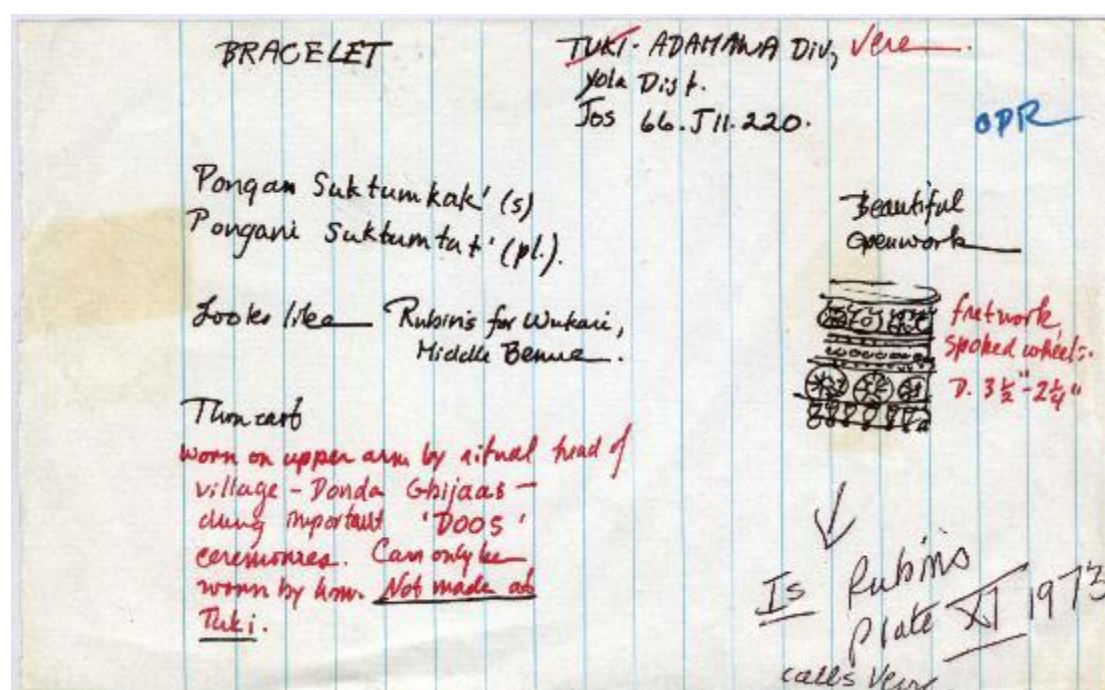 BRACELET
TUKI - ADAMAWA DIV, Vere
Yola Dist.
Jos 66.J11.220.
OPR
Pongan Suktumkak' (s)
Pongani Suktumtat' (pl.).
Beautiful
openwork
Looks like Rubin's for Wukari,
Middle Benue.
fretwork,
spoked wheels.
D. 3½" - 2¼"
Thin cast
worn on upper arm by ritual head of
village - Donda Gbijaas -
during important 'DOOS'
ceremonies. Can only be
worn by him. Not made at
Tuki.
Is Rubin's
Plate XI 1973
calls Vere